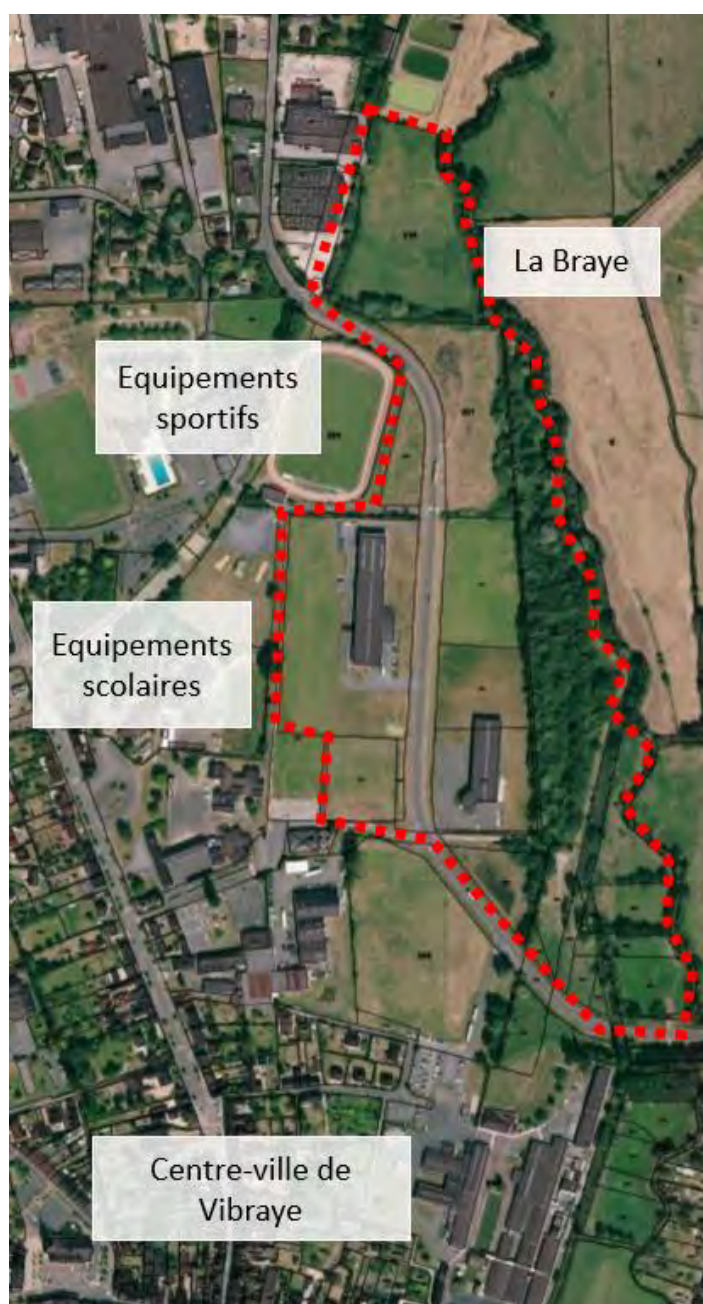 La Braye
Equipements
sportifs
Equipements
scolaires
Centre-ville de
Vibraye